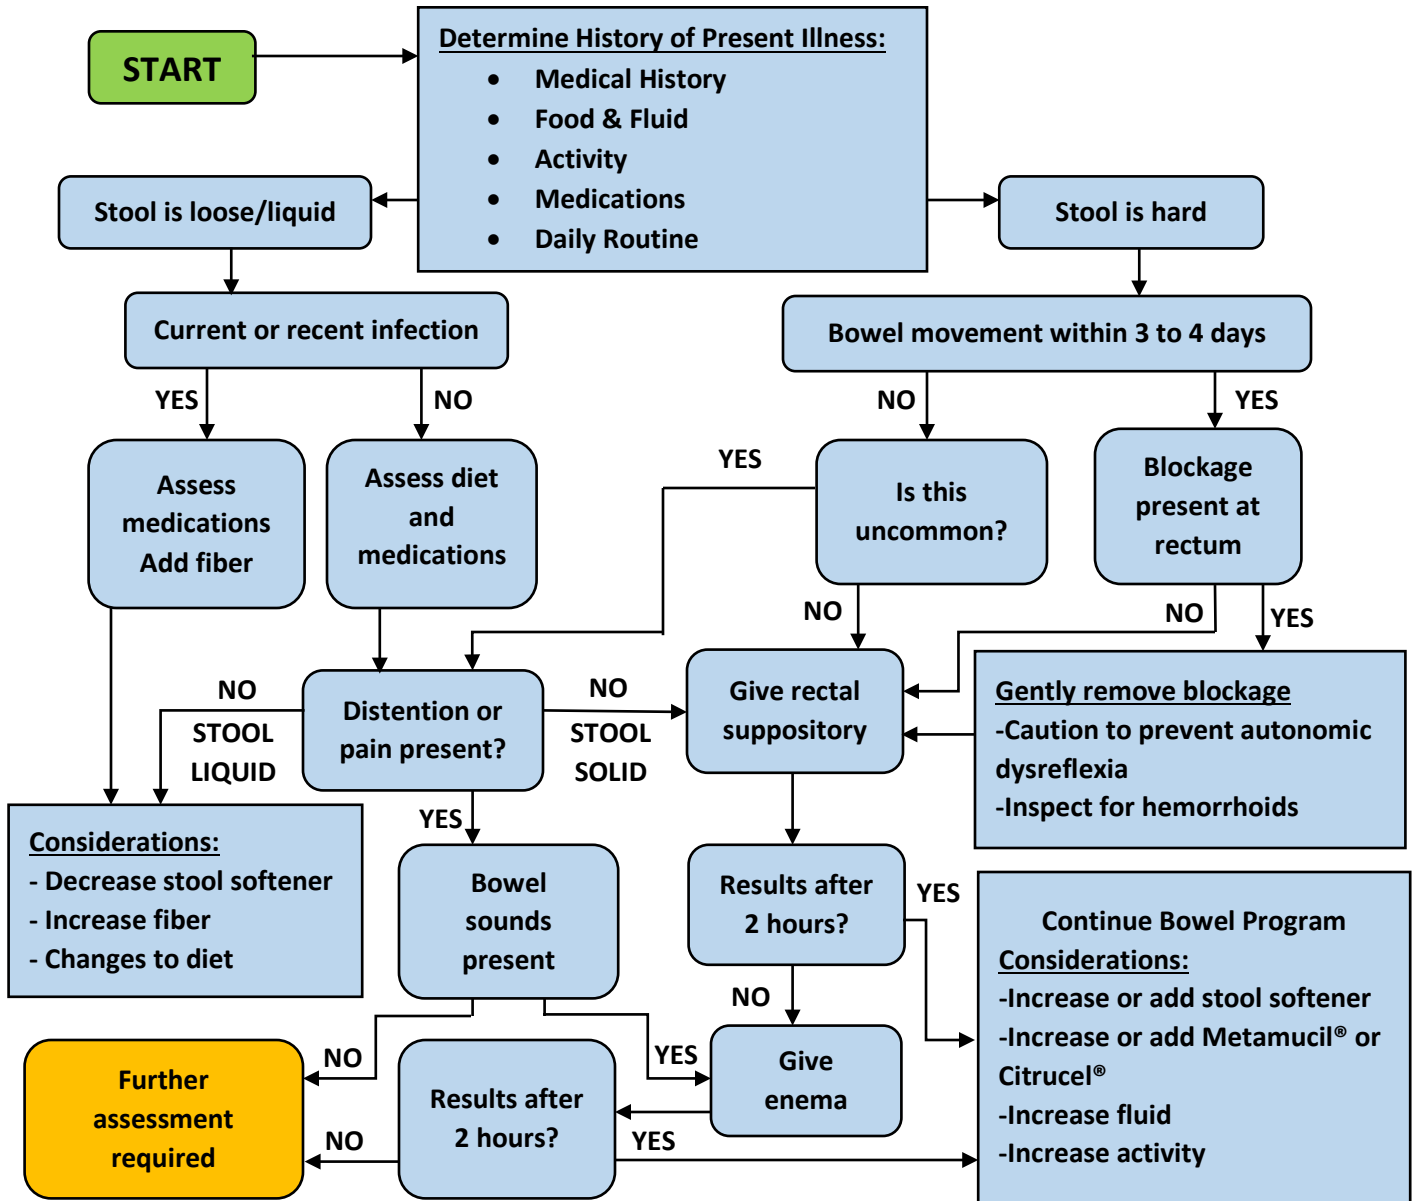 START
Determine History of Present Illness:
• Medical History
• Food & Fluid
• Activity
• Medications
• Daily Routine
Stool is loose/liquid
Stool is hard
Current or recent infection
Bowel movement within 3 to 4 days
YES
NO
NO
YES
Assess
medications
Add fiber
Assess diet
and
medications
YES
Is this
uncommon?
Blockage
present at
rectum
NO
NO
YES
NO
STOOL
LIQUID
Distention or
pain present?
NO
STOOL
SOLID
Give rectal
suppository
Gently remove blockage
-Caution to prevent autonomic
dysreflexia
-Inspect for hemorrhoids
YES
Considerations:
- Decrease stool softener
- Increase fiber
- Changes to diet
Bowel
sounds
present
Results after
2 hours?
YES
NO
Continue Bowel Program
Considerations:
-Increase or add stool softener
-Increase or add Metamucil® or
Citrucel®
-Increase fluid
-Increase activity
NO
YES
Give
enema
Further
assessment
required
Results after
2 hours?
NO
YES